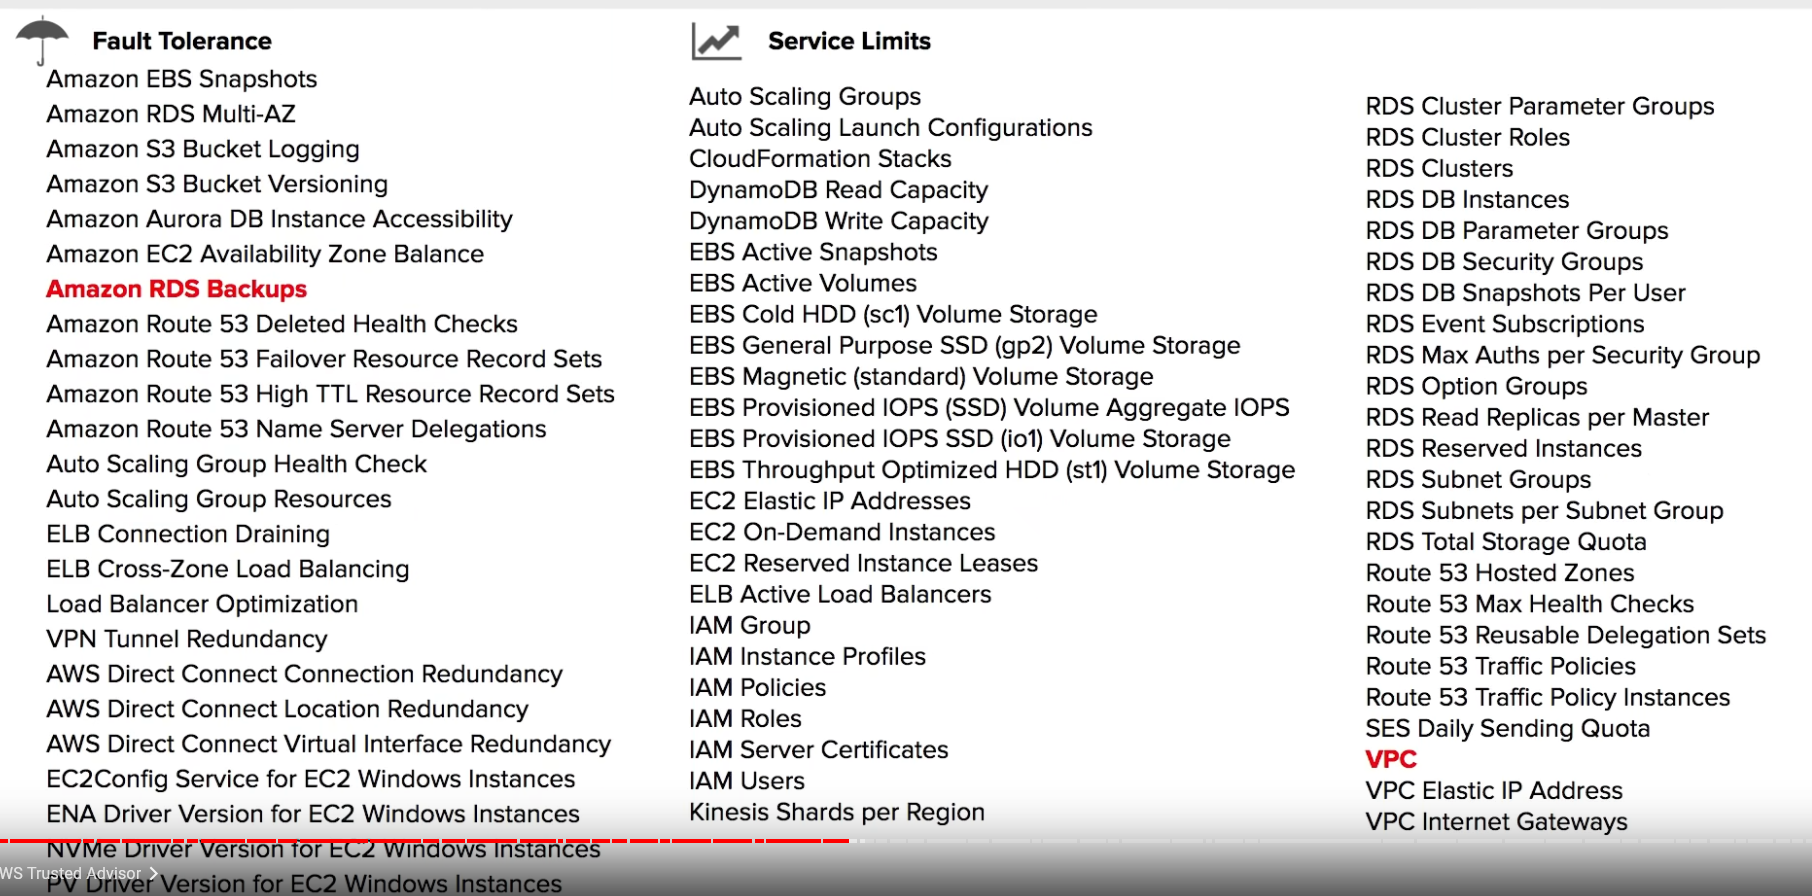 Fault Tolerance
Amazon EBS Snapshots
Amazon RDS Multi-AZ
Amazon S3 Bucket Logging
Amazon S3 Bucket Versioning
Amazon Aurora DB Instance Accessibility
Amazon EC2 Availability Zone Balance
Amazon RDS Backups
Amazon Route 53 Deleted Health Checks
Amazon Route 53 Failover Resource Record Sets
Amazon Route 53 High TTL Resource Record Sets
Amazon Route 53 Name Server Delegations
Auto Scaling Group Health Check
Auto Scaling Group Resources
ELB Connection Draining
ELB Cross-Zone Load Balancing
Load Balancer Optimization
VPN Tunnel Redundancy
AWS Direct Connect Connection Redundancy
AWS Direct Connect Location Redundancy
AWS Direct Connect Virtual Interface Redundancy
EC2Config Service for EC2 Windows Instances
ENA Driver Version for EC2 Windows Instances
NVMe Driver Version for EC2 Windows Instances
PV Driver Version for EC2 Windows Instances
Service Limits
Auto Scaling Groups
Auto Scaling Launch Configurations
CloudFormation Stacks
DynamoDB Read Capacity
DynamoDB Write Capacity
EBS Active Snapshots
EBS Active Volumes
EBS Cold HDD (sc1) Volume Storage
EBS General Purpose SSD (gp2) Volume Storage
EBS Magnetic (standard) Volume Storage
EBS Provisioned IOPS (SSD) Volume Aggregate IOPS
EBS Provisioned IOPS SSD (io1) Volume Storage
EBS Throughput Optimized HDD (st1) Volume Storage
EC2 Elastic IP Addresses
EC2 On-Demand Instances
EC2 Reserved Instance Leases
ELB Active Load Balancers
IAM Group
IAM Instance Profiles
IAM Policies
IAM Roles
IAM Server Certificates
IAM Users
Kinesis Shards per Region
RDS Cluster Parameter Groups
RDS Cluster Roles
RDS Clusters
RDS DB Instances
RDS DB Parameter Groups
RDS DB Security Groups
RDS DB Snapshots Per User
RDS Event Subscriptions
RDS Max Auths per Security Group
RDS Option Groups
RDS Read Replicas per Master
RDS Reserved Instances
RDS Subnet Groups
RDS Subnets per Subnet Group
RDS Total Storage Quota
Route 53 Hosted Zones
Route 53 Max Health Checks
Route 53 Reusable Delegation Sets
Route 53 Traffic Policies
Route 53 Traffic Policy Instances
SES Daily Sending Quota
VPC
VPC Elastic IP Address
VPC Internet Gateways
WS Trusted Advisor